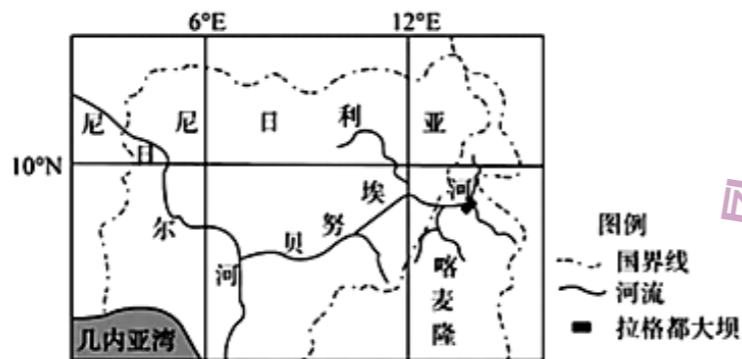 6°E 12°E
尼 尼 日 利 亚
10°N 日
埃 河
尔 贝 努
河 喀
麦
隆
几内亚湾
图例
国界线
河流
拉格都大坝